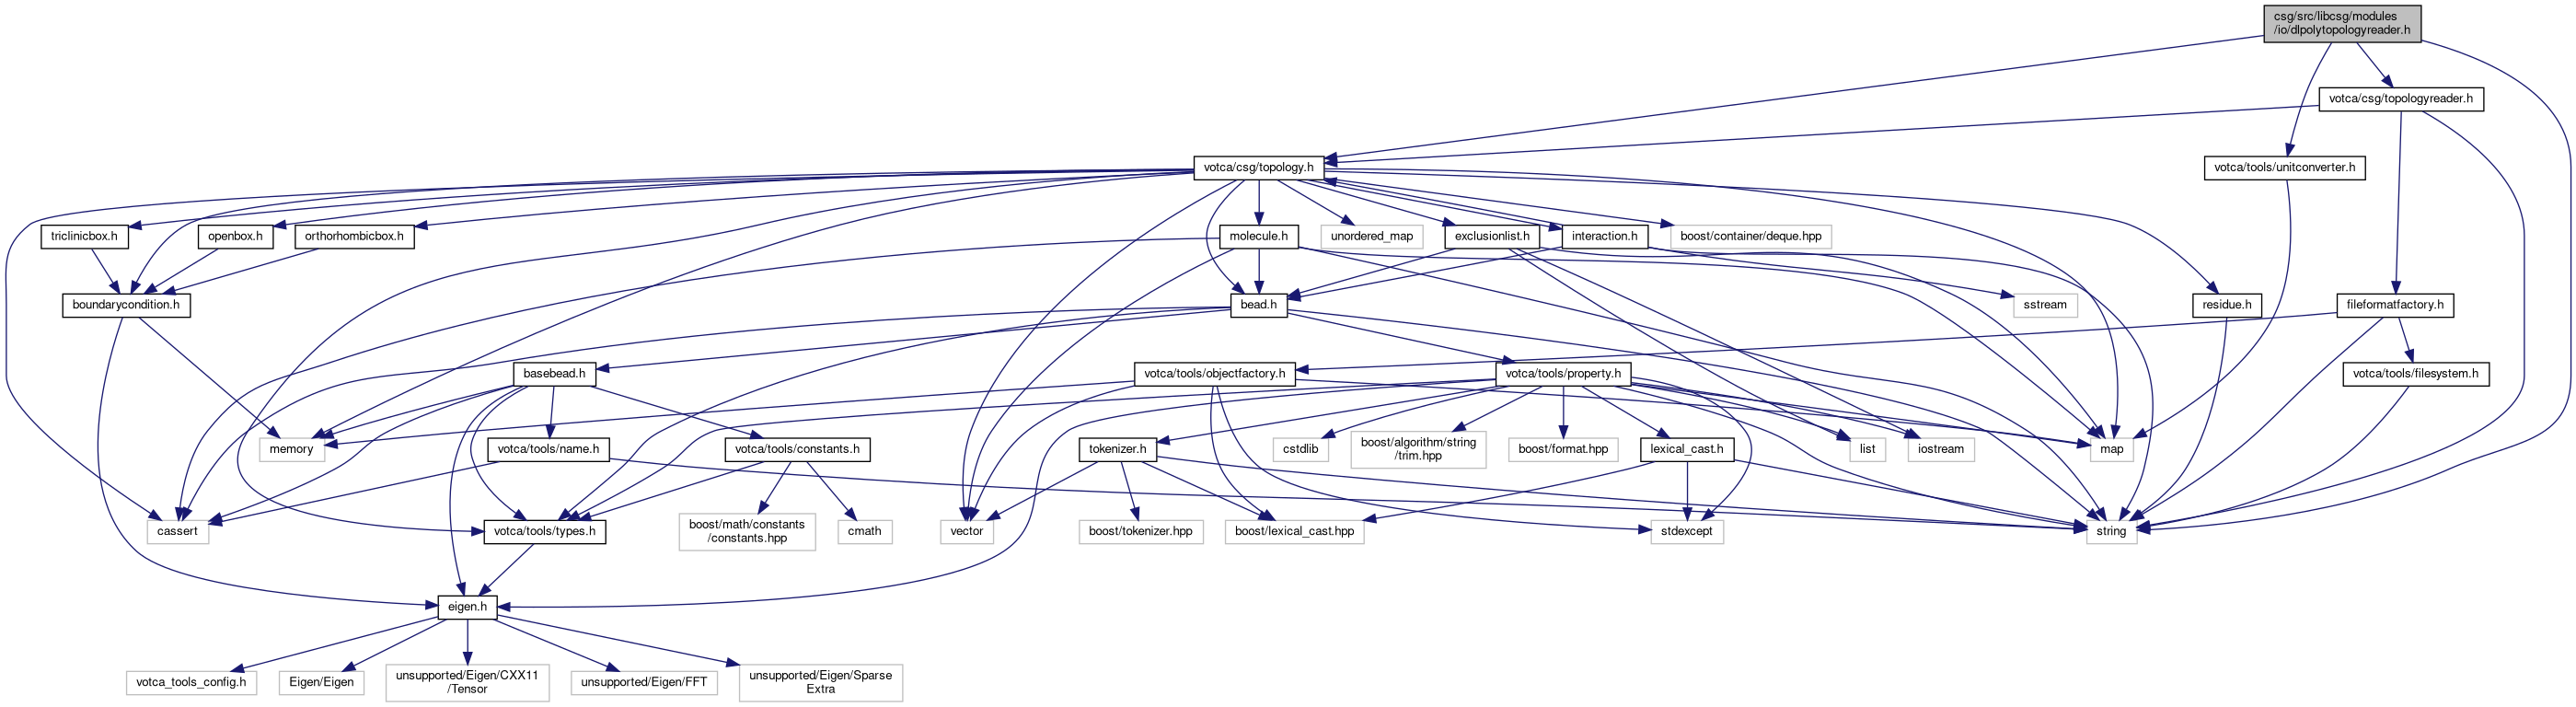 csg/src/libcsg/modules
/io/dlpolytopologyreader.h
votca/csg/topologyreader.h
votca/csg/topology.h
votca/tools/unitconverter.h
triclinicbox.h
openbox.h
orthorhombicbox.h
molecule.h
unordered_map
exclusionlist.h
interaction.h
boost/container/deque.hpp
boundarycondition.h
bead.h
sstream
residue.h
fileformatfactory.h
basebead.h
votca/tools/objectfactory.h
votca/tools/property.h
votca/tools/filesystem.h
memory
votca/tools/name.h
votca/tools/constants.h
tokenizer.h
cstdlib
boost/algorithm/string
/trim.hpp
boost/format.hpp
lexical_cast.h
list
iostream
map
cassert
votca/tools/types.h
boost/math/constants
/constants.hpp
cmath
vector
boost/tokenizer.hpp
boost/lexical_cast.hpp
stdexcept
string
eigen.h
votca_tools_config.h
Eigen/Eigen
unsupported/Eigen/CXX11
/Tensor
unsupported/Eigen/FFT
unsupported/Eigen/Sparse
Extra